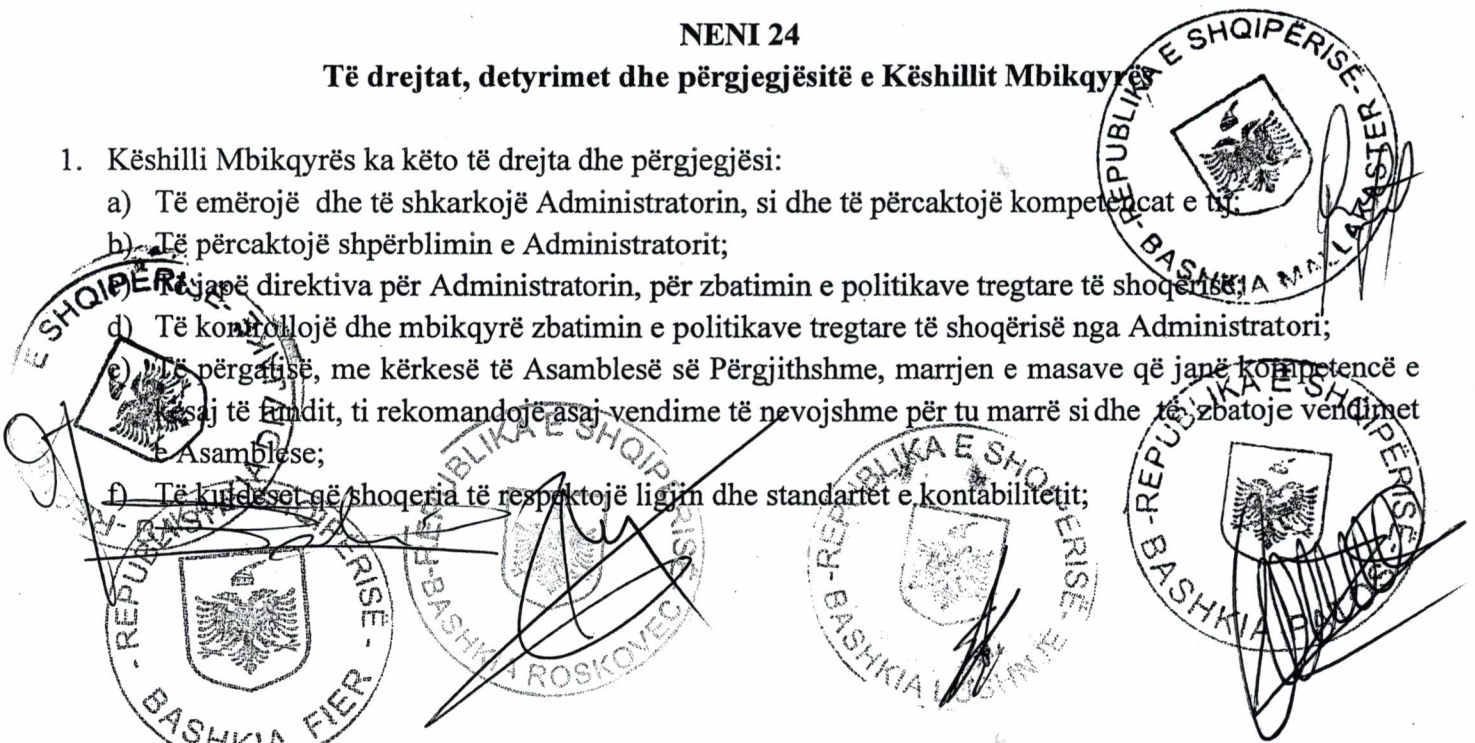 NENI 24
Të drejtat, detyrimet dhe përgjegjësitë e Këshillit Mbikqyrës
1. Këshilli Mbikqyrës ka këto të drejta dhe përgjegjësi:
a) Të emërojë dhe të shkarkojë Administratorin, si dhe të përcaktojë kompetencat e tij;
b) Të përcaktojë shpërblimin e Administratorit;
c) Të japë direktiva për Administratorin, për zbatimin e politikave tregtare të shoqërisë;
d) Të kontrollojë dhe mbikqyrë zbatimin e politikave tregtare të shoqërisë nga Administratori;
e) Të përgatisë, me kërkesë të Asamblesë së Përgjithshme, marrjen e masave që janë kompetencë e
kësaj të fundit, ti rekomandojë asaj vendime të nevojshme për tu marrë si dhe të zbatoje vendimet
e Asamblese;
f) Të kujdeset që shoqeria të respektojë ligjin dhe standartet e kontabilitetit;
-REPUBLIKA E SHQIPËRISË-
BASHKIA MALLAKASTER
E SHQIPËRISË-
-REPUBLIKA E SHQIPËRISË-
BASHKIA FIER
-REPUBLIKA E SHQIPËRISË-
BASHKIA ROSKOVEC
-REPUBLIKA E SHQIPERISE-
BASHKIA LUSHNJE
-REPUBLIKA E SHQIPËRISË-
BASHKIA